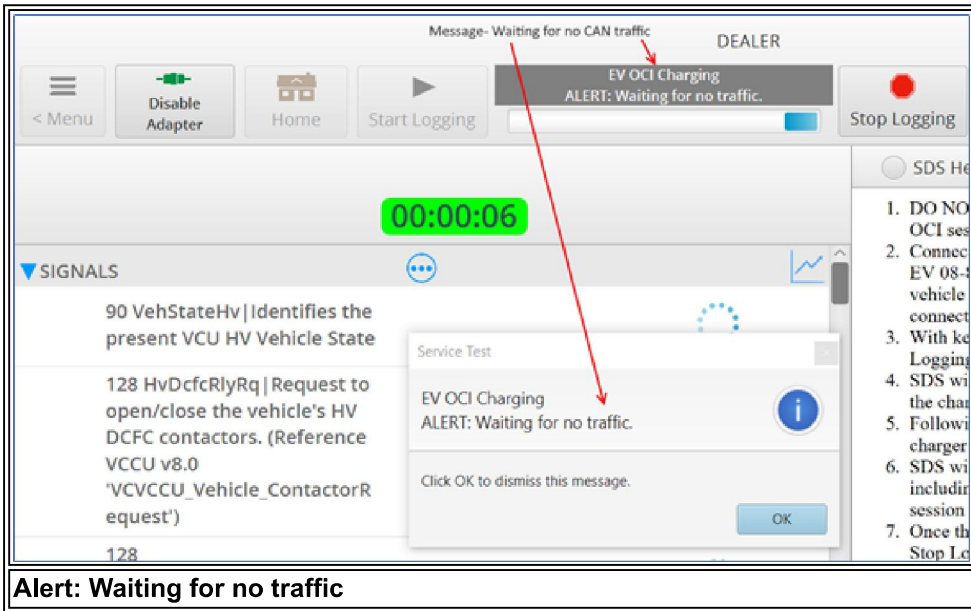 Message- Waiting for no CAN traffic
DEALER
< Menu
Disable
Adapter
Home
Start Logging
EV OCI Charging
ALERT: Waiting for no traffic.
Stop Logging
SDS He
00:00:06
SIGNALS
90 VehStateHv|Identifies the
present VCU HV Vehicle State
128 HvDcfcRlyRq|Request to
open/close the vehicle's HV
DCFC contactors. (Reference
VCCU v8.0
'VCVCCU_Vehicle_ContactorR
equest')
128
Service Test
EV OCI Charging
ALERT: Waiting for no traffic.
Click OK to dismiss this message.
OK
1. DO NO
OCI ses
2. Connec
EV 08-
vehicle
connect
3. With ke
Logging
4. SDS wi
the char
5. Followi
charger
6. SDS wi
includin
session
7. Once th
Stop Lo
Alert: Waiting for no traffic